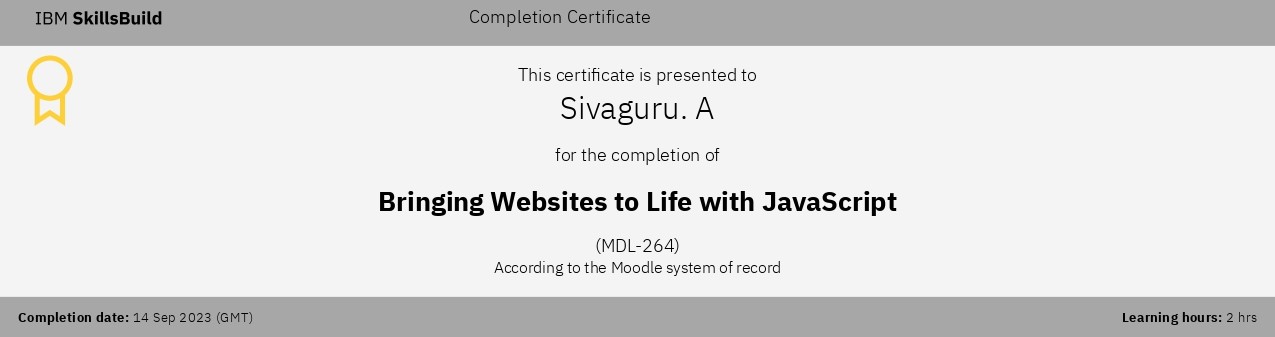 IBM SkillsBuild
Completion Certificate
This certificate is presented to
Sivaguru. A
for the completion of
Bringing Websites to Life with JavaScript
(MDL-264)
According to the Moodle system of record
Completion date: 14 Sep 2023 (GMT)
Learning hours: 2 hrs